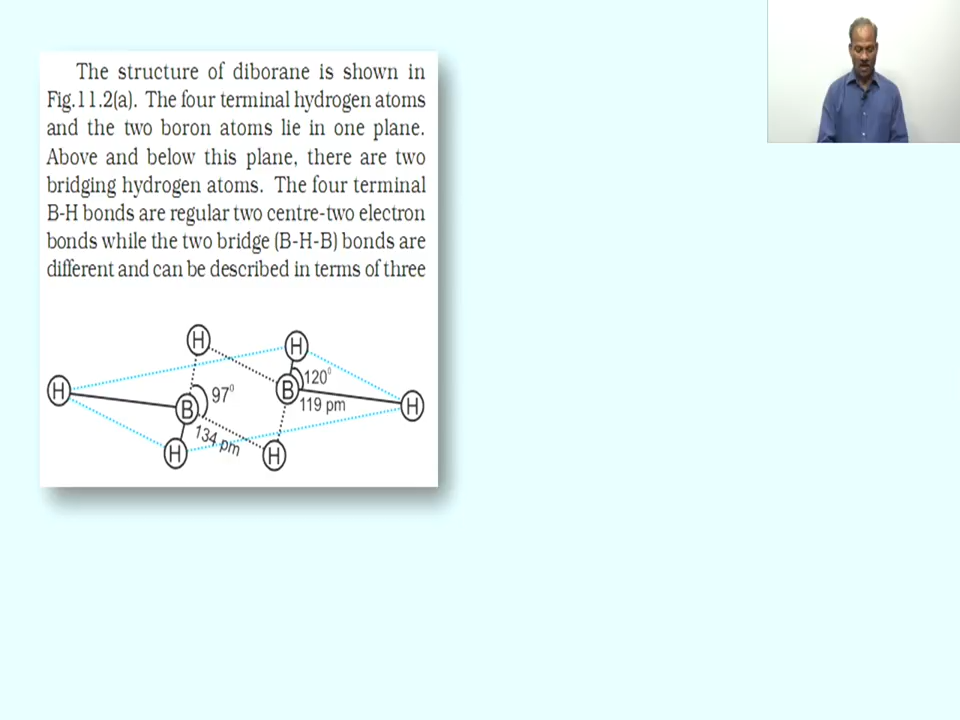 The structure of diborane is shown in
Fig.11.2(a). The four terminal hydrogen atoms
and the two boron atoms lie in one plane.
Above and below this plane, there are two
bridging hydrogen atoms. The four terminal
B-H bonds are regular two centre-two electron
bonds while the two bridge (B-H-B) bonds are
different and can be described in terms of three
H
H
H
B
97⁰
B
120⁰
119 pm
H
134 pm
H
H